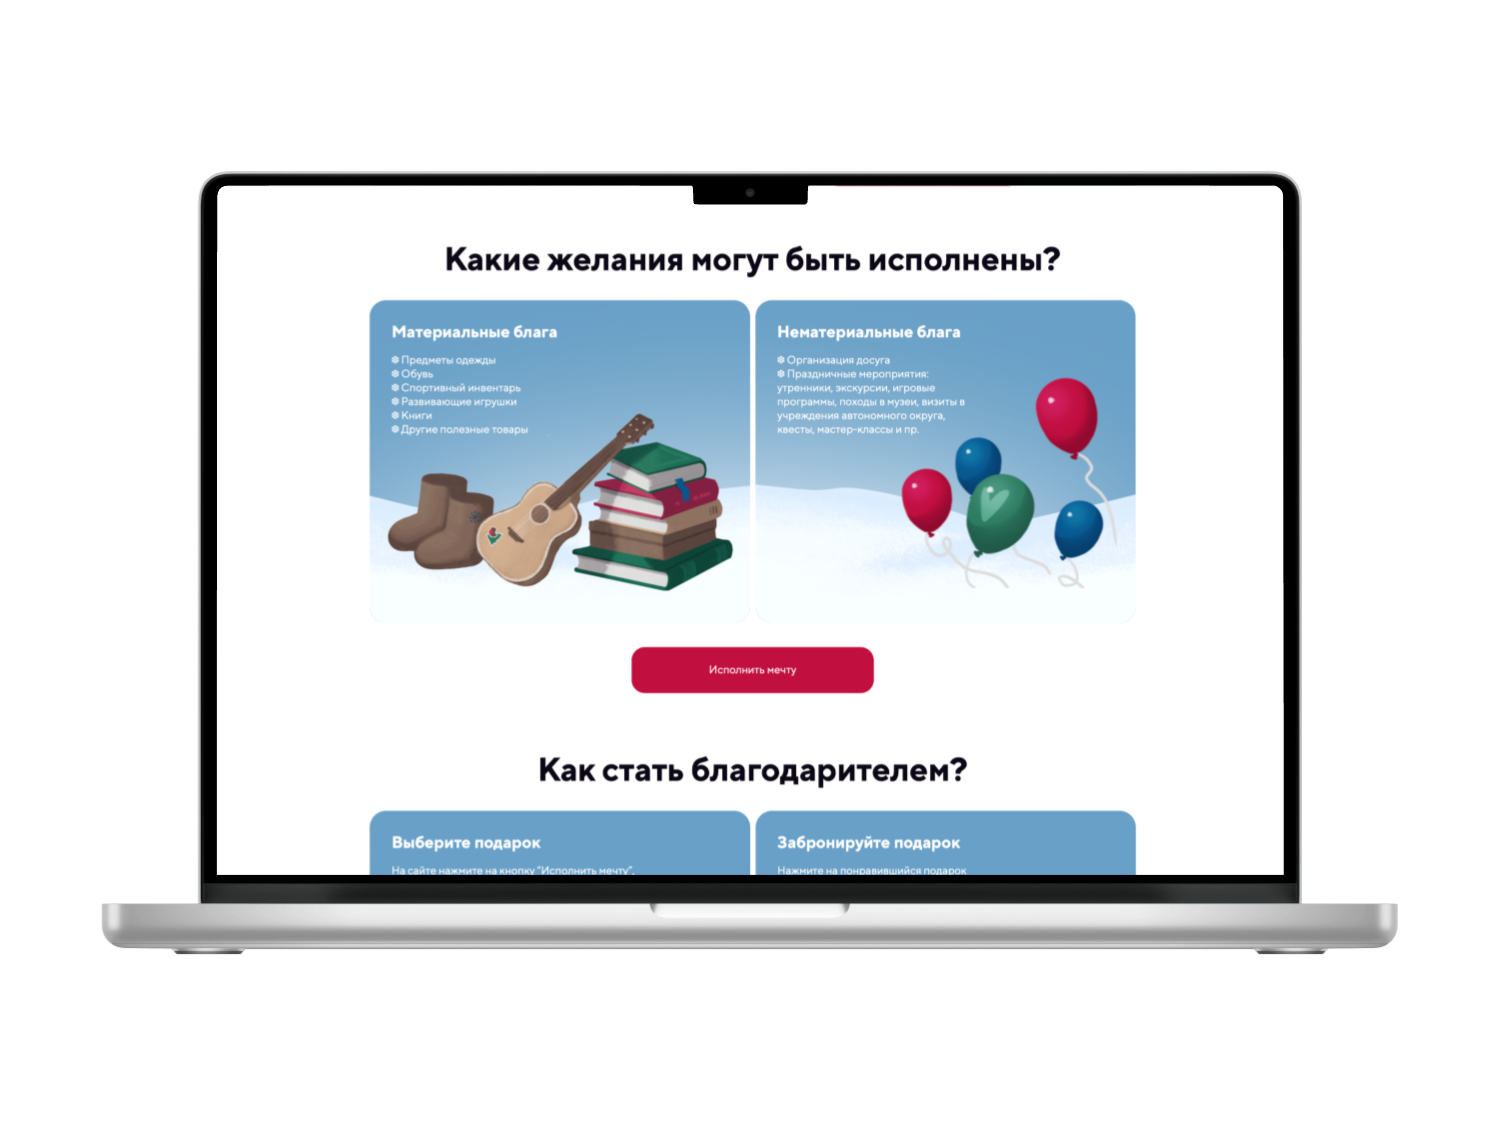 Какие желания могут быть исполнены?
Материальные блага
Предметы одежды
Обувь
Спортивный инвентарь
Развивающие игрушки
Книги
Другие полезные товары
Нематериальные блага
Организация досуга
Праздничные мероприятия:
утренники, экскурсии, игровые
программы, походы в музеи, визиты в
учреждения автономного округа,
квесты, мастер-классы и пр.
Исполнить мечту
Как стать благодарителем?
Выберите подарок
На сайте нажмите на кнопку "Исполнить мечту".
Забронируйте подарок
Нажмите на понравившийся подарок